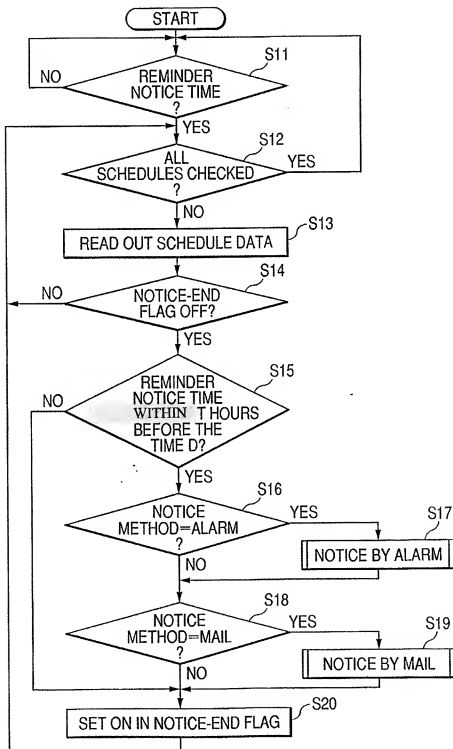 START
S11
NO
REMINDER
NOTICE TIME
?
YES
S12
ALL
SCHEDULES CHECKED
?
YES
NO
S13
READ OUT SCHEDULE DATA
S14
NO
NOTICE-END
FLAG OFF?
YES
S15
NO
REMINDER
NOTICE TIME
WITHIN T HOURS
BEFORE THE
TIME D?
YES
S16
NOTICE
METHOD=ALARM
?
YES
S17
NOTICE BY ALARM
NO
S18
NOTICE
METHOD=MAIL
?
YES
S19
NOTICE BY MAIL
NO
S20
SET ON IN NOTICE-END FLAG